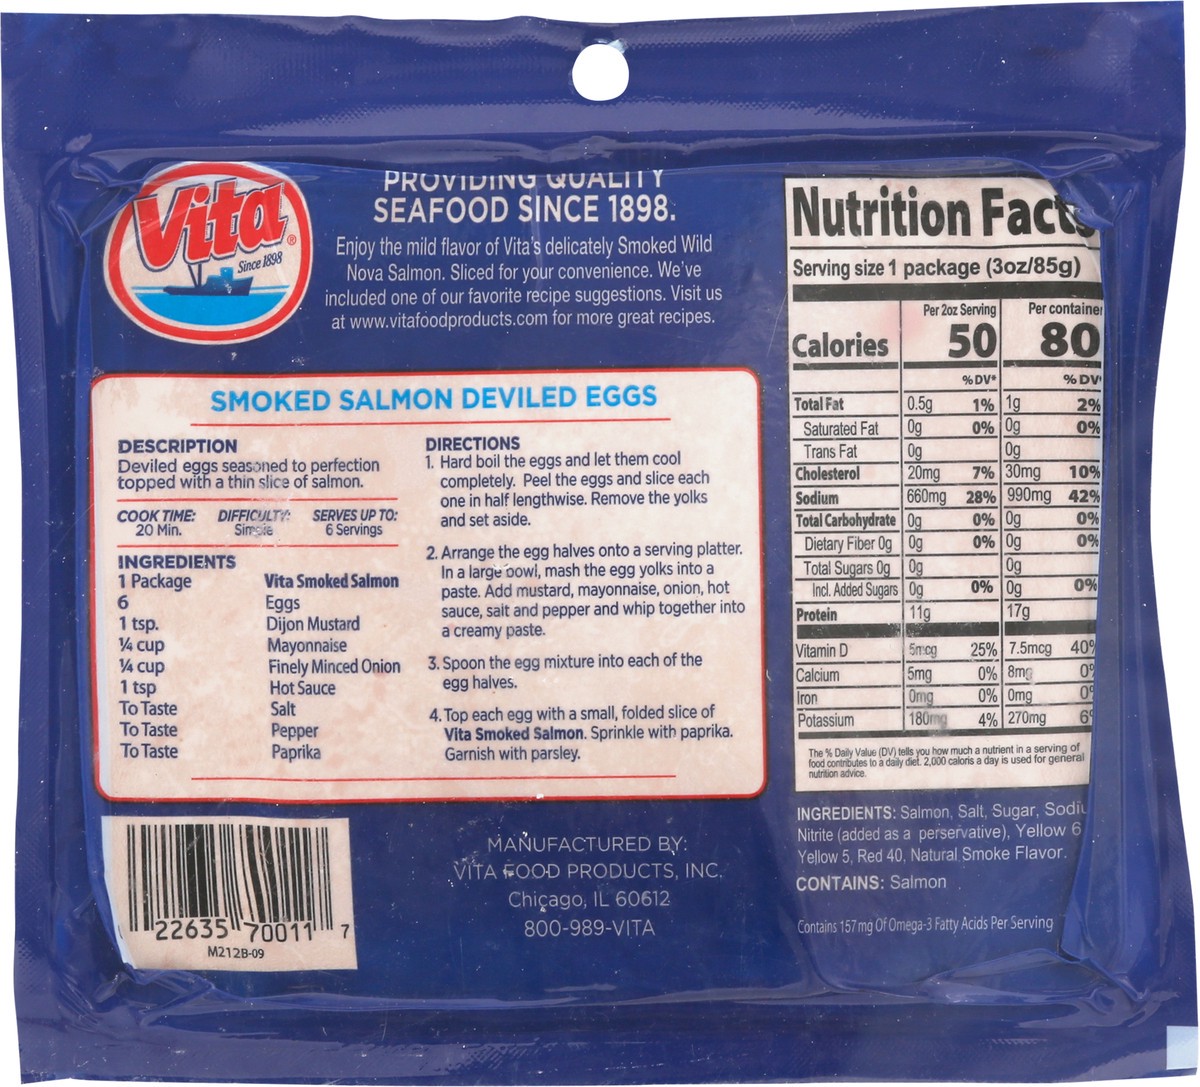 Vita®
Since 1898
PROVIDING QUALITY
SEAFOOD SINCE 1898.
Enjoy the mild flavor of Vita's delicately Smoked Wild
Nova Salmon. Sliced for your convenience. We've
included one of our favorite recipe suggestions. Visit us
at www.vitafoodproducts.com for more great recipes.
SMOKED SALMON DEVILED EGGS
DESCRIPTION
Deviled eggs seasoned to perfection
topped with a thin slice of salmon.
COOK TIME: DIFFICULTY: SERVES UP TO:
20 Min. Simple 6 Servings
INGREDIENTS
1 Package Vita Smoked Salmon
6 Eggs
1 tsp. Dijon Mustard
¼ cup Mayonnaise
¼ cup Finely Minced Onion
1 tsp Hot Sauce
To Taste Salt
To Taste Pepper
To Taste Paprika
DIRECTIONS
1. Hard boil the eggs and let them cool
completely. Peel the eggs and slice each
one in half lengthwise. Remove the yolks
and set aside.
2. Arrange the egg halves onto a serving platter.
In a large bowl, mash the egg yolks into a
paste. Add mustard, mayonnaise, onion, hot
sauce, salt and pepper and whip together into
a creamy paste.
3. Spoon the egg mixture into each of the
egg halves.
4. Top each egg with a small, folded slice of
Vita Smoked Salmon. Sprinkle with paprika.
Garnish with parsley.
22635 70011 7
M212B-09
MANUFACTURED BY:
VITA FOOD PRODUCTS, INC.
Chicago, IL 60612
800-989-VITA
Nutrition Facts
Serving size 1 package (3oz/85g)
Per 2oz Serving Per container
Calories 50 80
%DV* %DV*
Total Fat 0.5g 1% 1g 2%
Saturated Fat 0g 0% 0g 0%
Trans Fat 0g 0g
Cholesterol 20mg 7% 30mg 10%
Sodium 660mg 28% 990mg 42%
Total Carbohydrate 0g 0% 0g 0%
Dietary Fiber 0g 0g 0% 0g 0%
Total Sugars 0g 0g 0g
Incl. Added Sugars 0g 0% 0g 0%
Protein 11g 17g
Vitamin D 5mcg 25% 7.5mcg 40%
Calcium 5mg 0% 8mg 0%
Iron 0mg 0% 0mg 0%
Potassium 180mg 4% 270mg 6%
The % Daily Value (DV) tells you how much a nutrient in a serving of
food contributes to a daily diet. 2,000 caloris a day is used for general
nutrition advice.
INGREDIENTS: Salmon, Salt, Sugar, Sodiu
Nitrite (added as a perservative), Yellow 6
Yellow 5, Red 40, Natural Smoke Flavor.
CONTAINS: Salmon
Contains 157 mg Of Omega-3 Fatty Acids Per Serving